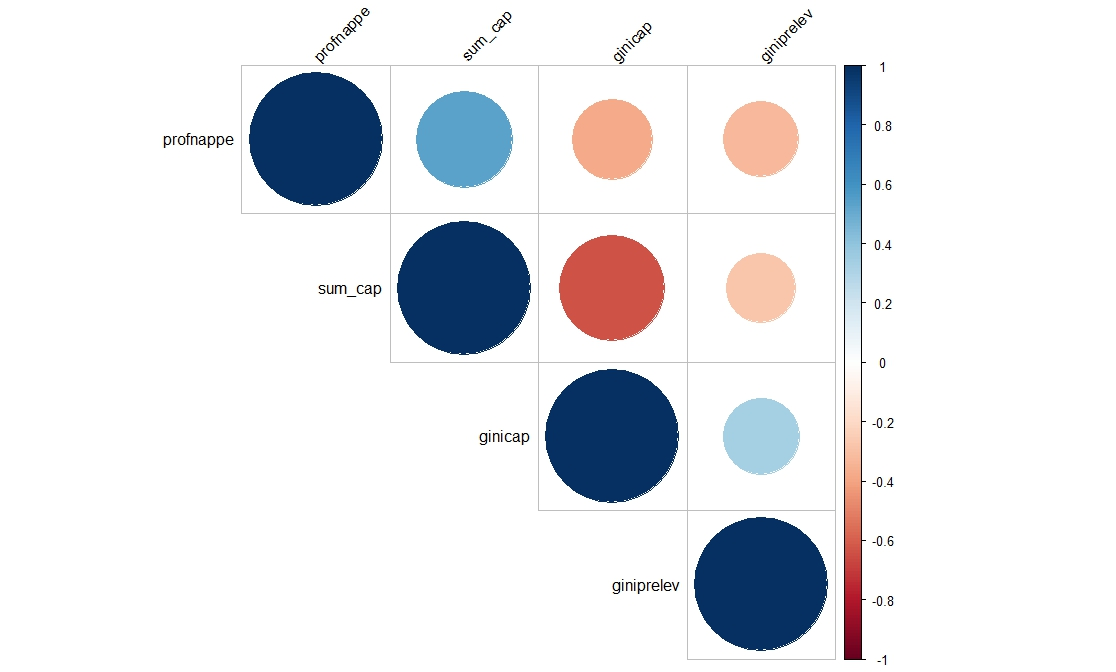 profnappe
sum_cap
ginicap
giniprelev
profnappe
sum_cap
ginicap
giniprelev
1
0.8
0.6
0.4
0.2
0
-0.2
-0.4
-0.6
-0.8
-1